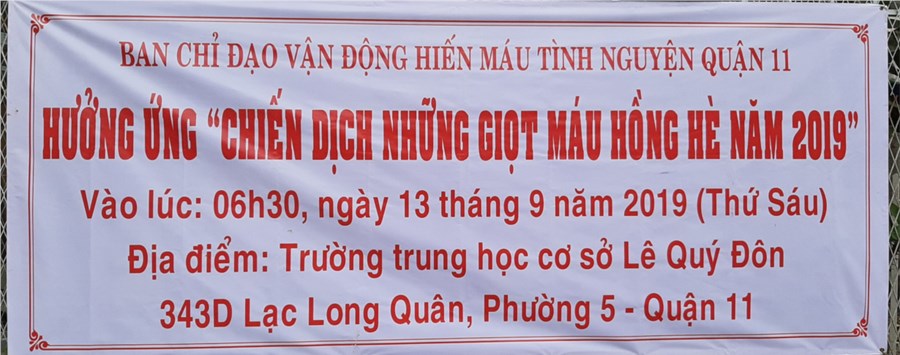 BAN CHỈ ĐẠO VẬN ĐỘNG HIẾN MÁU TÌNH NGUYỆN QUẬN 11
HƯỞNG ỨNG “CHIẾN DỊCH NHỮNG GIỌT MÁU HỒNG HÈ NĂM 2019”
Vào lúc: 06h30, ngày 13 tháng 9 năm 2019 (Thứ Sáu)
Địa điểm: Trường trung học cơ sở Lê Quý Đôn
343D Lạc Long Quân, Phường 5 - Quận 11